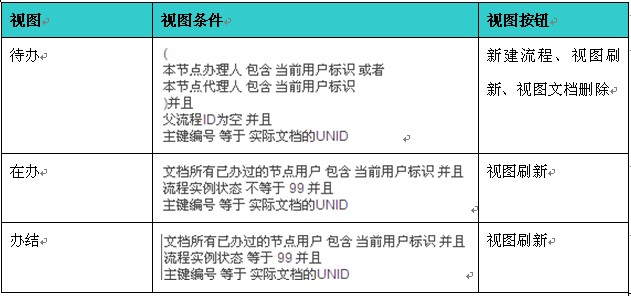 视图 视图条件 视图按钮
待办
(
本节点办理人 包含 当前用户标识 或者
本节点代理人 包含 当前用户标识
)并且
父流程ID为空 并且
主键编号 等于 实际文档的UNID
新建流程、视图刷
新、视图文档删除
在办
文档所有已办过的节点用户 包含 当前用户标识 并且
流程实例状态 不等于 99 并且
主键编号 等于 实际文档的UNID
视图刷新
办结
文档所有已办过的节点用户 包含 当前用户标识 并且
流程实例状态 等于 99 并且
主键编号 等于 实际文档的UNID
视图刷新